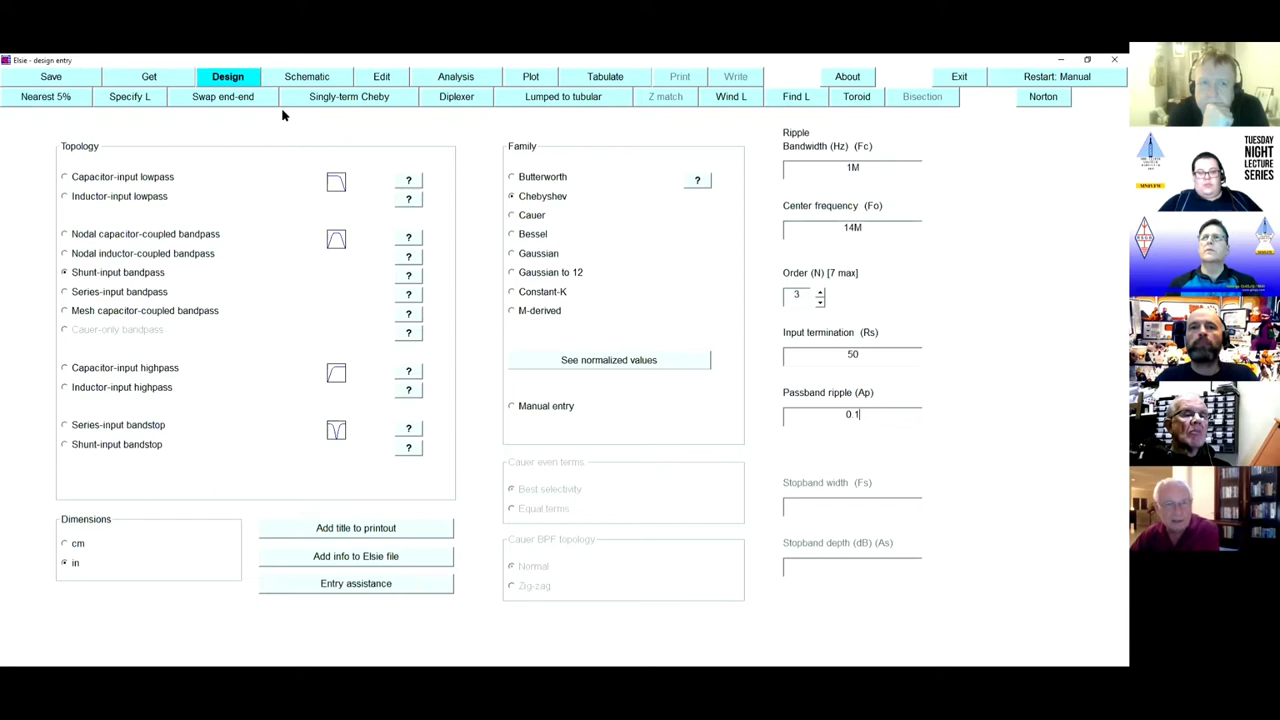 Elsie - design entry
Save Get Design Schematic Edit Analysis Plot Tabulate Print Write About Exit Restart: Manual
Nearest 5% Specify L Swap end-end Singly-term Cheby Diplexer Lumped to tubular Z match Wind L Find L Toroid Bisection Norton
Topology
Capacitor-input lowpass ?
Inductor-input lowpass ?
Nodal capacitor-coupled bandpass ?
Nodal inductor-coupled bandpass ?
Shunt-input bandpass ?
Series-input bandpass ?
Mesh capacitor-coupled bandpass ?
Cauer-only bandpass ?
Capacitor-input highpass ?
Inductor-input highpass ?
Series-input bandstop ?
Shunt-input bandstop ?
Dimensions
cm
in
Add title to printout
Add info to Elsie file
Entry assistance
Family
Butterworth ?
Chebyshev
Cauer
Bessel
Gaussian
Gaussian to 12
Constant-K
M-derived
See normalized values
Manual entry
Cauer even terms
Best selectivity
Equal terms
Cauer BPF topology
Normal
Zig-zag
Ripple
Bandwidth (Hz) (Fc)
1M
Center frequency (Fo)
14M
Order (N) [7 max]
3
Input termination (Rs)
50
Passband ripple (Ap)
0.1
Stopband width (Fs)
Stopband depth (dB) (As)
TUESDAY
NIGHT
LECTURE
SERIES